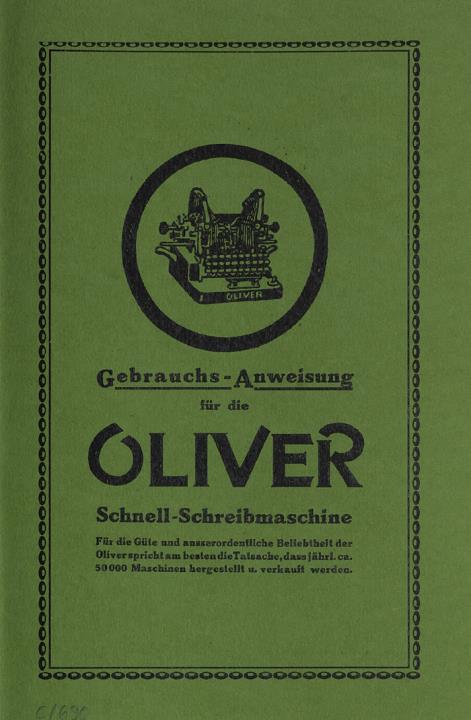 OLIVER
Gebrauchs-Anweisung
für die
OLIVER
Schnell-Schreibmaschine
Für die Güte und ausserordentliche Beliebtheit der
Oliver spricht am besten die Tatsache, dass jährl. ca.
50000 Maschinen hergestellt u. verkauft werden.